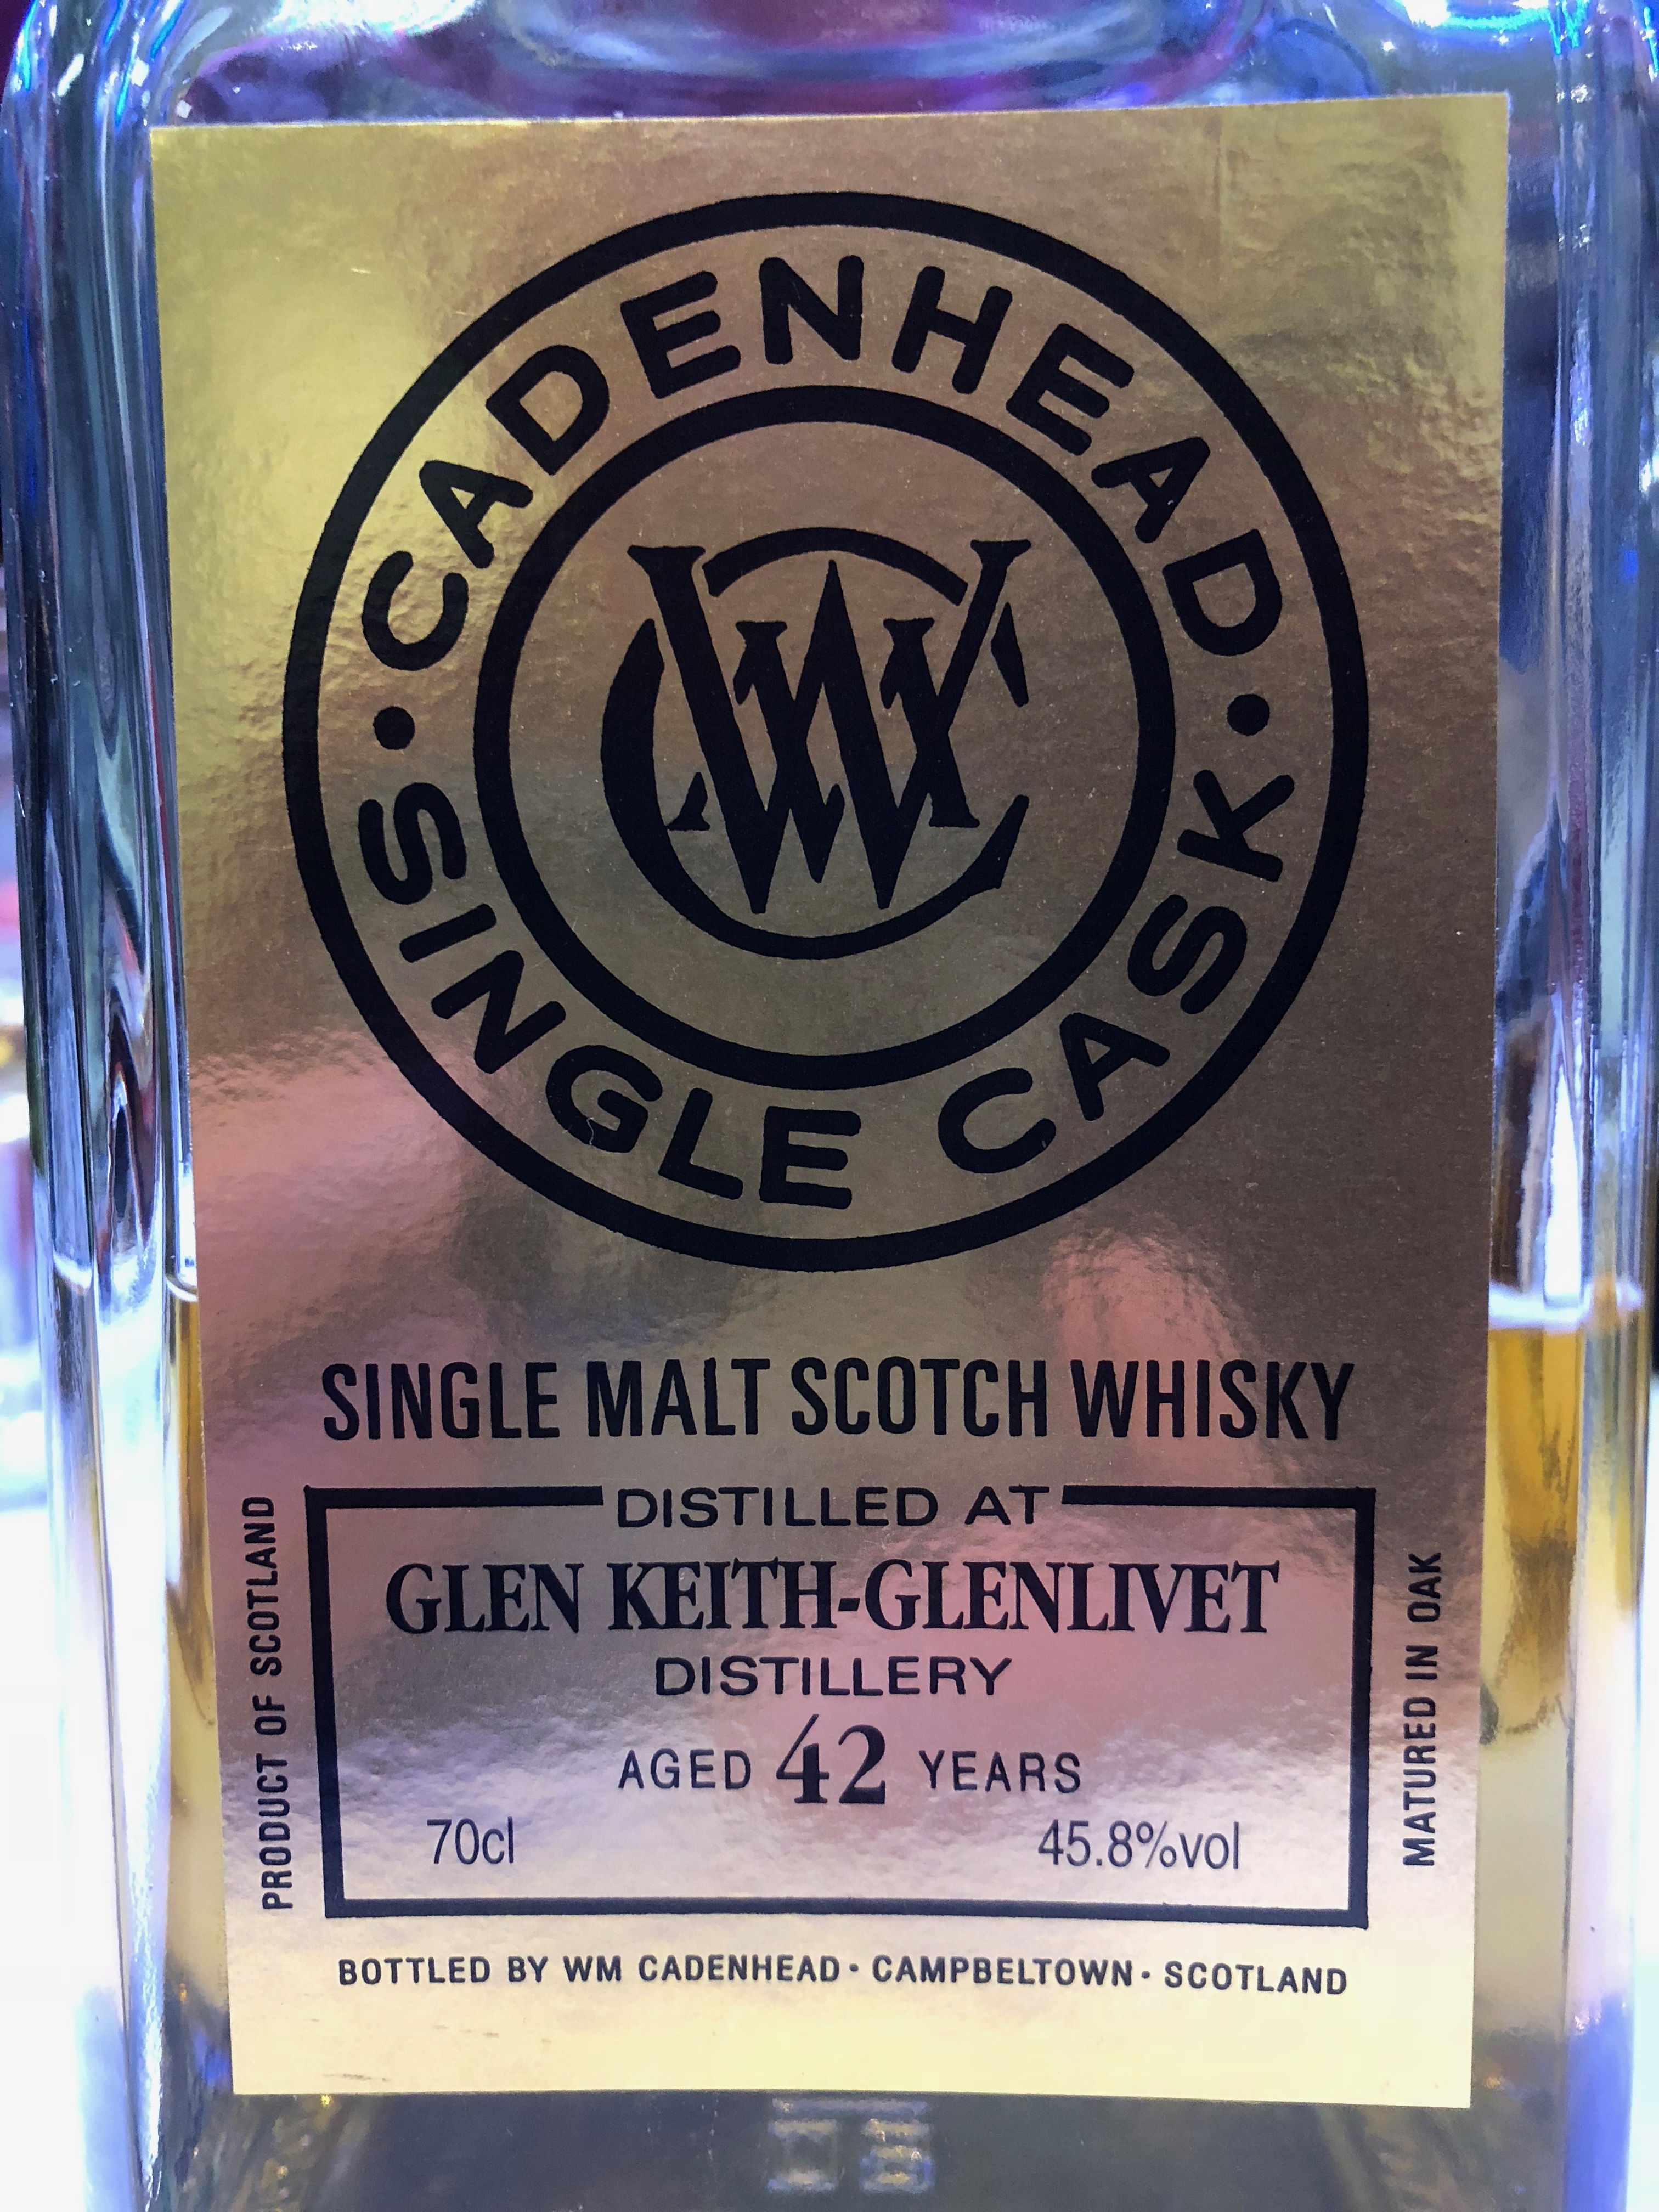 CADENHEAD
WC
· SINGLE CASK ·
SINGLE MALT SCOTCH WHISKY
DISTILLED AT
GLEN KEITH-GLENLIVET
DISTILLERY
AGED 42 YEARS
70cl 45.8%vol
PRODUCT OF SCOTLAND
MATURED IN OAK
BOTTLED BY WM CADENHEAD · CAMPBELTOWN · SCOTLAND